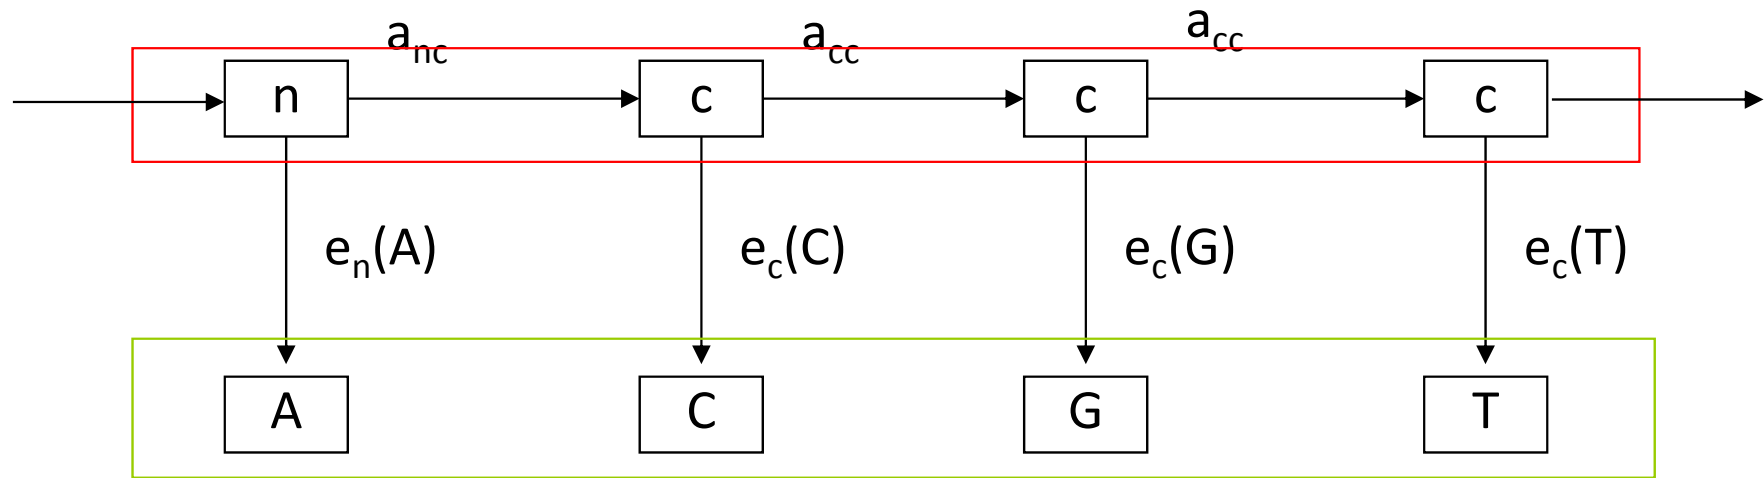 a_nc a_cc a_cc
n c c c
e_n(A) e_c(C) e_c(G) e_c(T)
A C G T